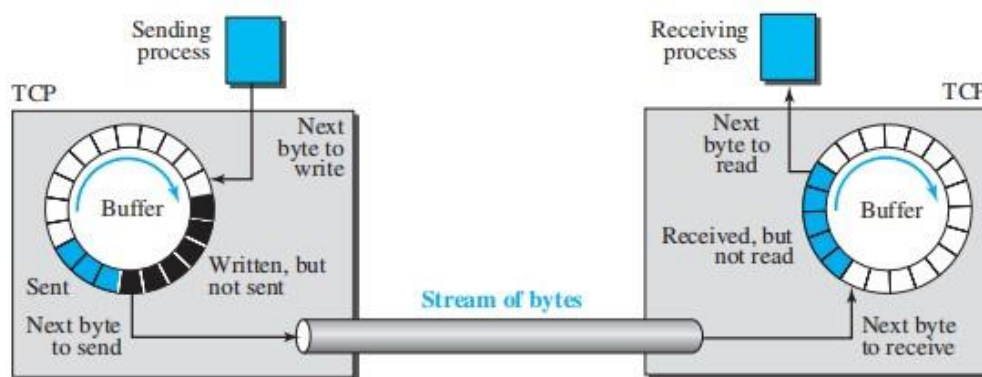 Sending
process
Receiving
process
TCP
TCP
Next
byte to
write
Next
byte to
read
Buffer
Buffer
Received, but
not read
Written, but
not sent
Sent
Stream of bytes
Next byte
to send
Next byte
to receive